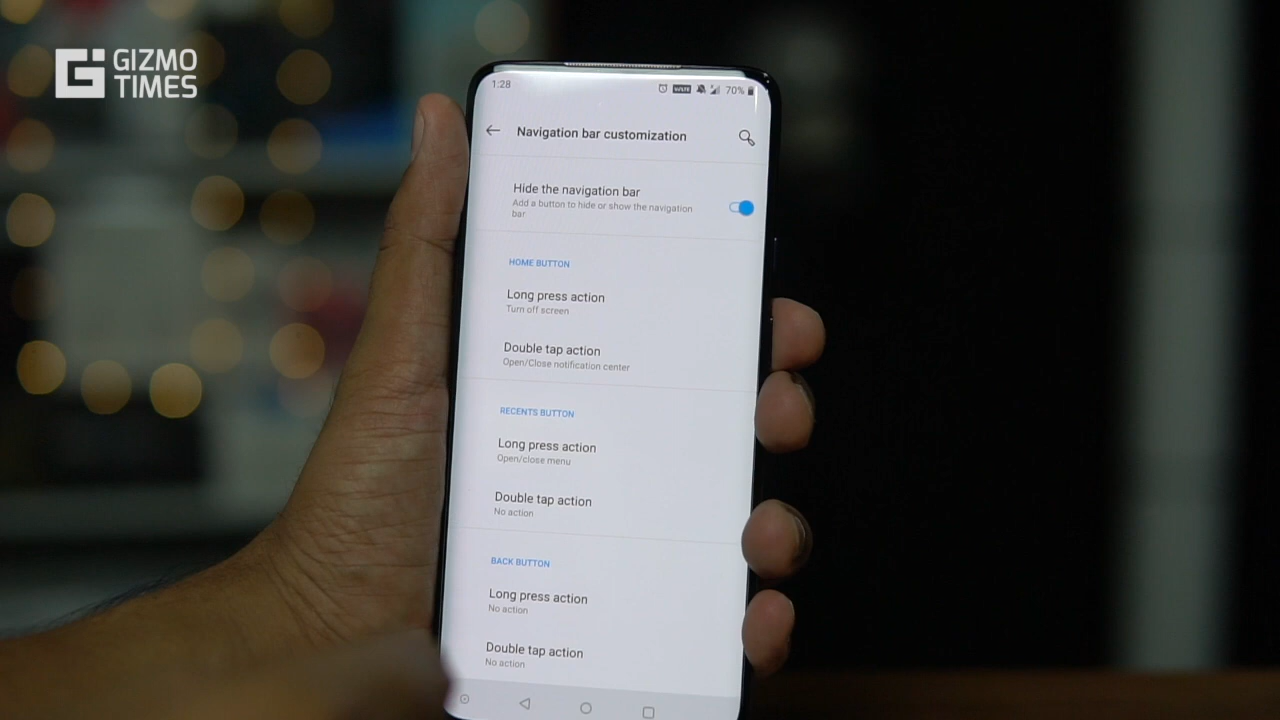 GIZMO
TIMES
1:28
VoLTE
70%
Navigation bar customization
Hide the navigation bar
Add a button to hide or show the navigation
bar
HOME BUTTON
Long press action
Turn off screen
Double tap action
Open/Close notification center
RECENTS BUTTON
Long press action
Open/close menu
Double tap action
No action
BACK BUTTON
Long press action
No action
Double tap action
No action